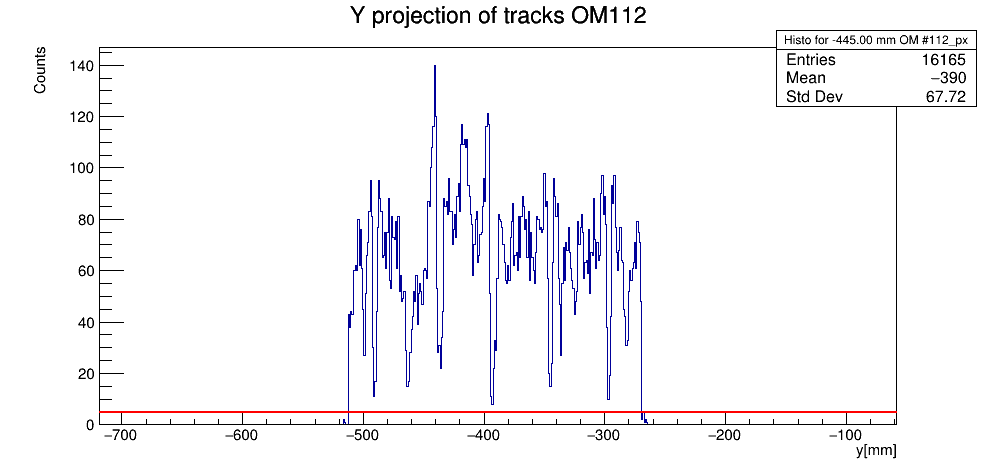 Y projection of tracks OM112
Histo for -445.00 mm OM #112_px
Entries 16165
Mean −390
Std Dev 67.72
Counts
140
120
100
80
60
40
20
0
−700 −600 −500 −400 −300 −200 −100
y[mm]